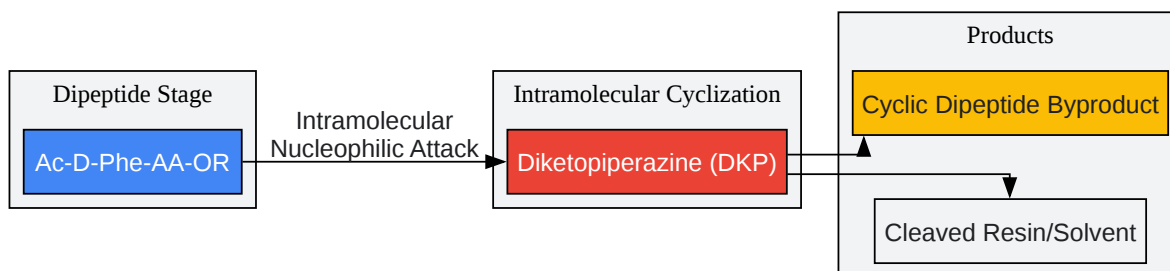 Dipeptide Stage
Ac-D-Phe-AA-OR
Intramolecular
Nucleophilic Attack
Intramolecular Cyclization
Diketopiperazine (DKP)
Products
Cyclic Dipeptide Byproduct
Cleaved Resin/Solvent